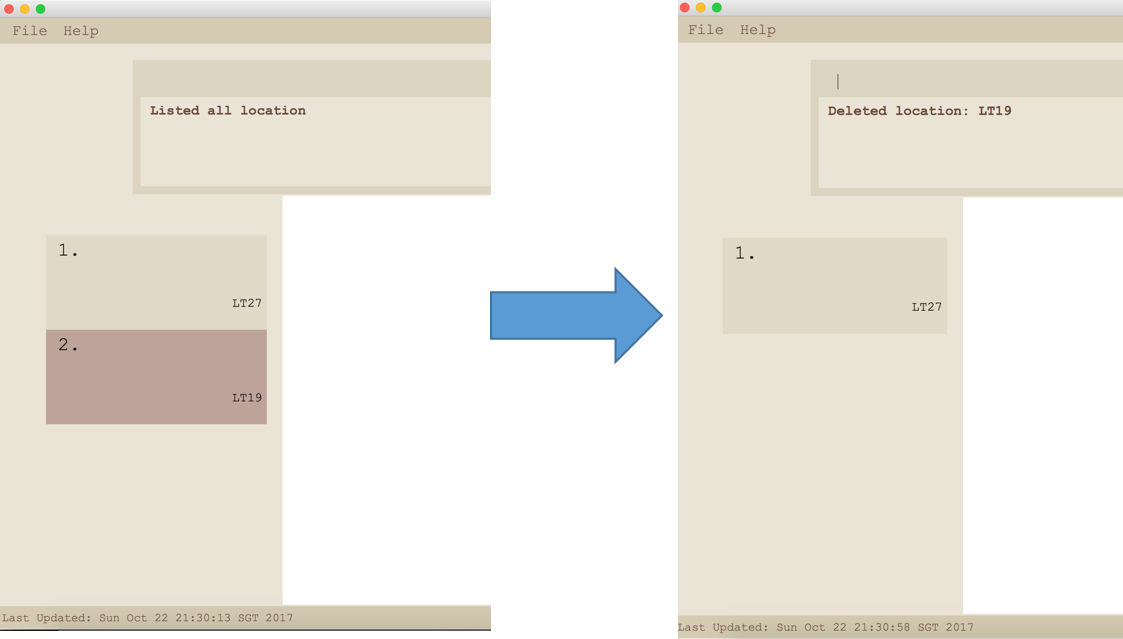 File Help
Listed all location
1.
LT27
2.
LT19
Last Updated: Sun Oct 22 21:30:13 SGT 2017
File Help
Deleted location: LT19
1.
LT27
Last Updated: Sun Oct 22 21:30:58 SGT 2017